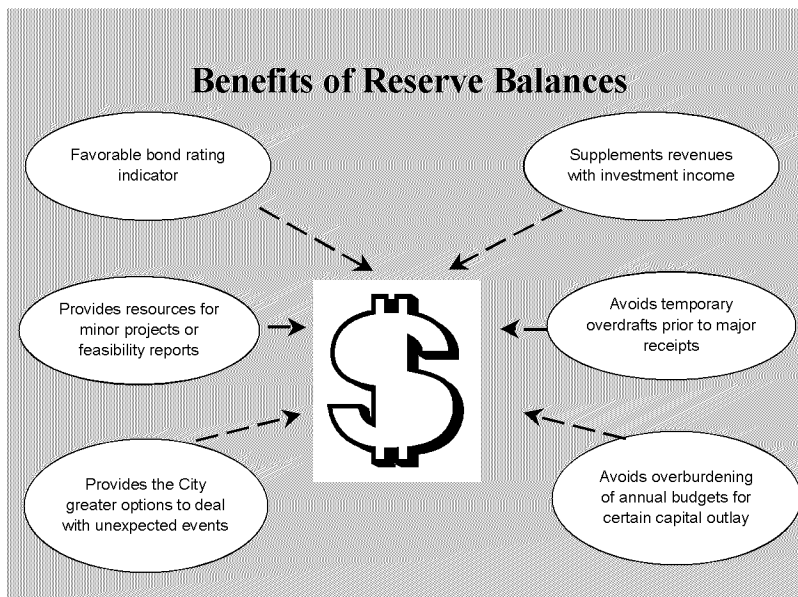 Benefits of Reserve Balances
Favorable bond rating
indicator
Supplements revenues
with investment income
Provides resources for
minor projects or
feasibility reports
Avoids temporary
overdrafts prior to major
receipts
Provides the City
greater options to deal
with unexpected events
Avoids overburdening
of annual budgets for
certain capital outlay
$